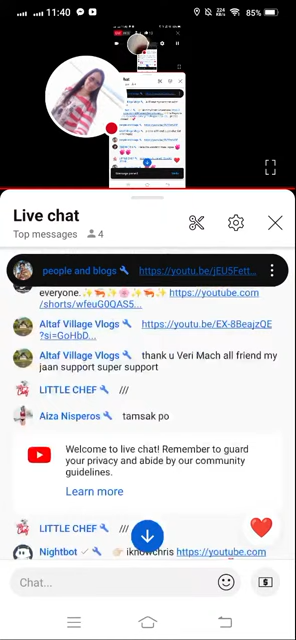 11:40
224 KB/s
85%
Live chat
Top messages 4
people and blogs https://youtu.be/jEU5Fett...
everyone. https://youtube.com
/shorts/wfeuG0QAS5...
Altaf Village Vlogs https://youtu.be/EX-8BeajzQE
?si=GoHbD...
Altaf Village Vlogs thank u Veri Mach all friend my
jaan support super support
LITTLE CHEF ///
Aiza Nisperos tamsak po
Welcome to live chat! Remember to guard
your privacy and abide by our community
guidelines.
Learn more
LITTLE CHEF ///
Nightbot iknowchris https://youtube.com
Chat...